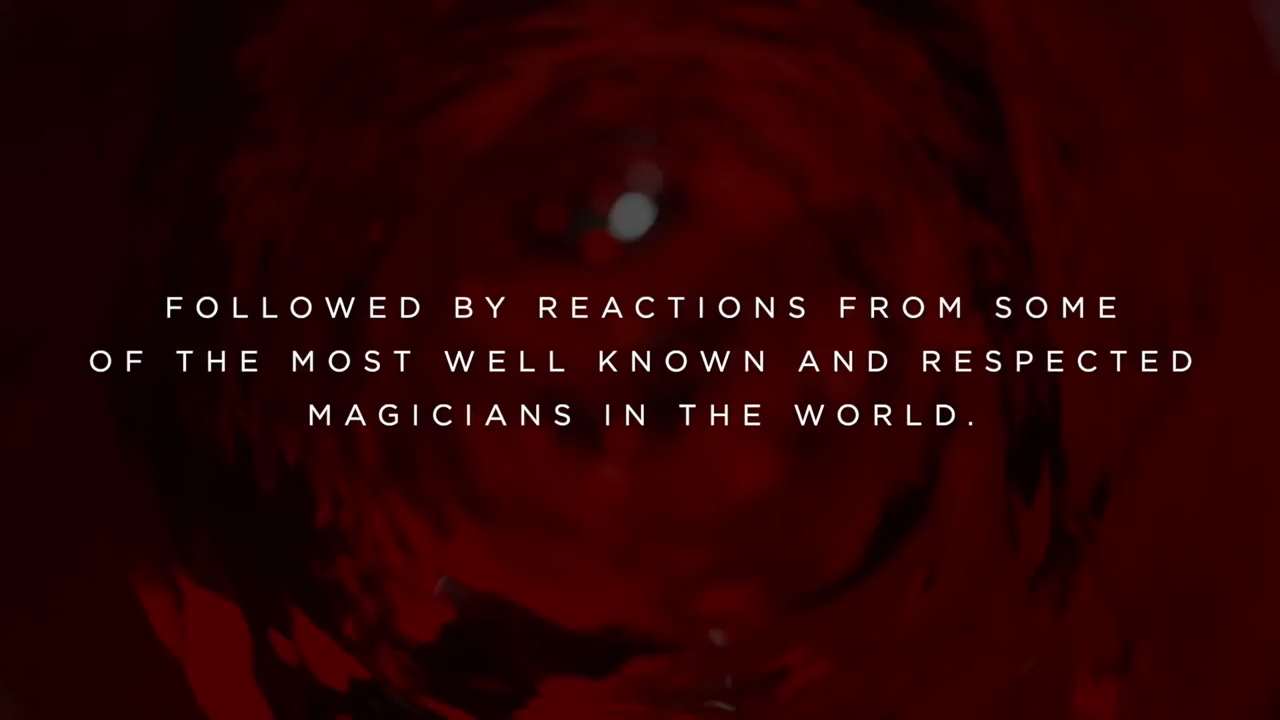 FOLLOWED BY REACTIONS FROM SOME
OF THE MOST WELL KNOWN AND RESPECTED
MAGICIANS IN THE WORLD.